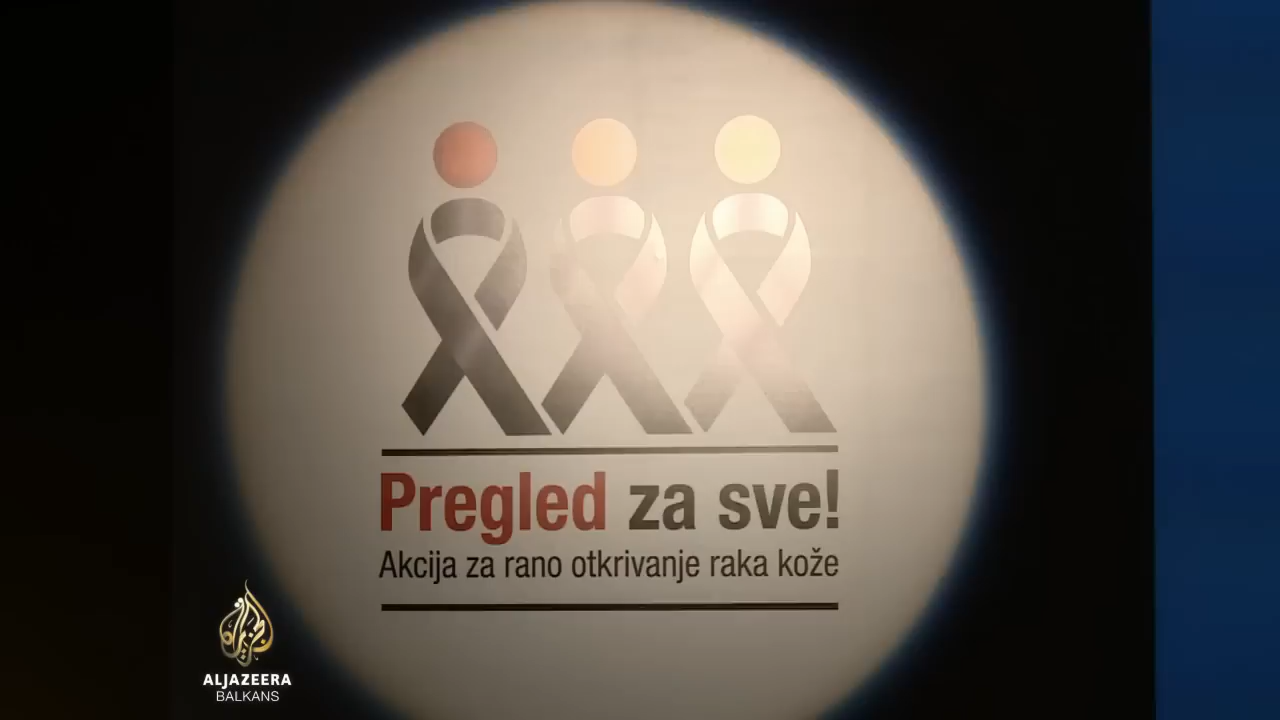 Pregled za sve!
Akcija za rano otkrivanje raka kože
ALJAZEERA
BALKANS